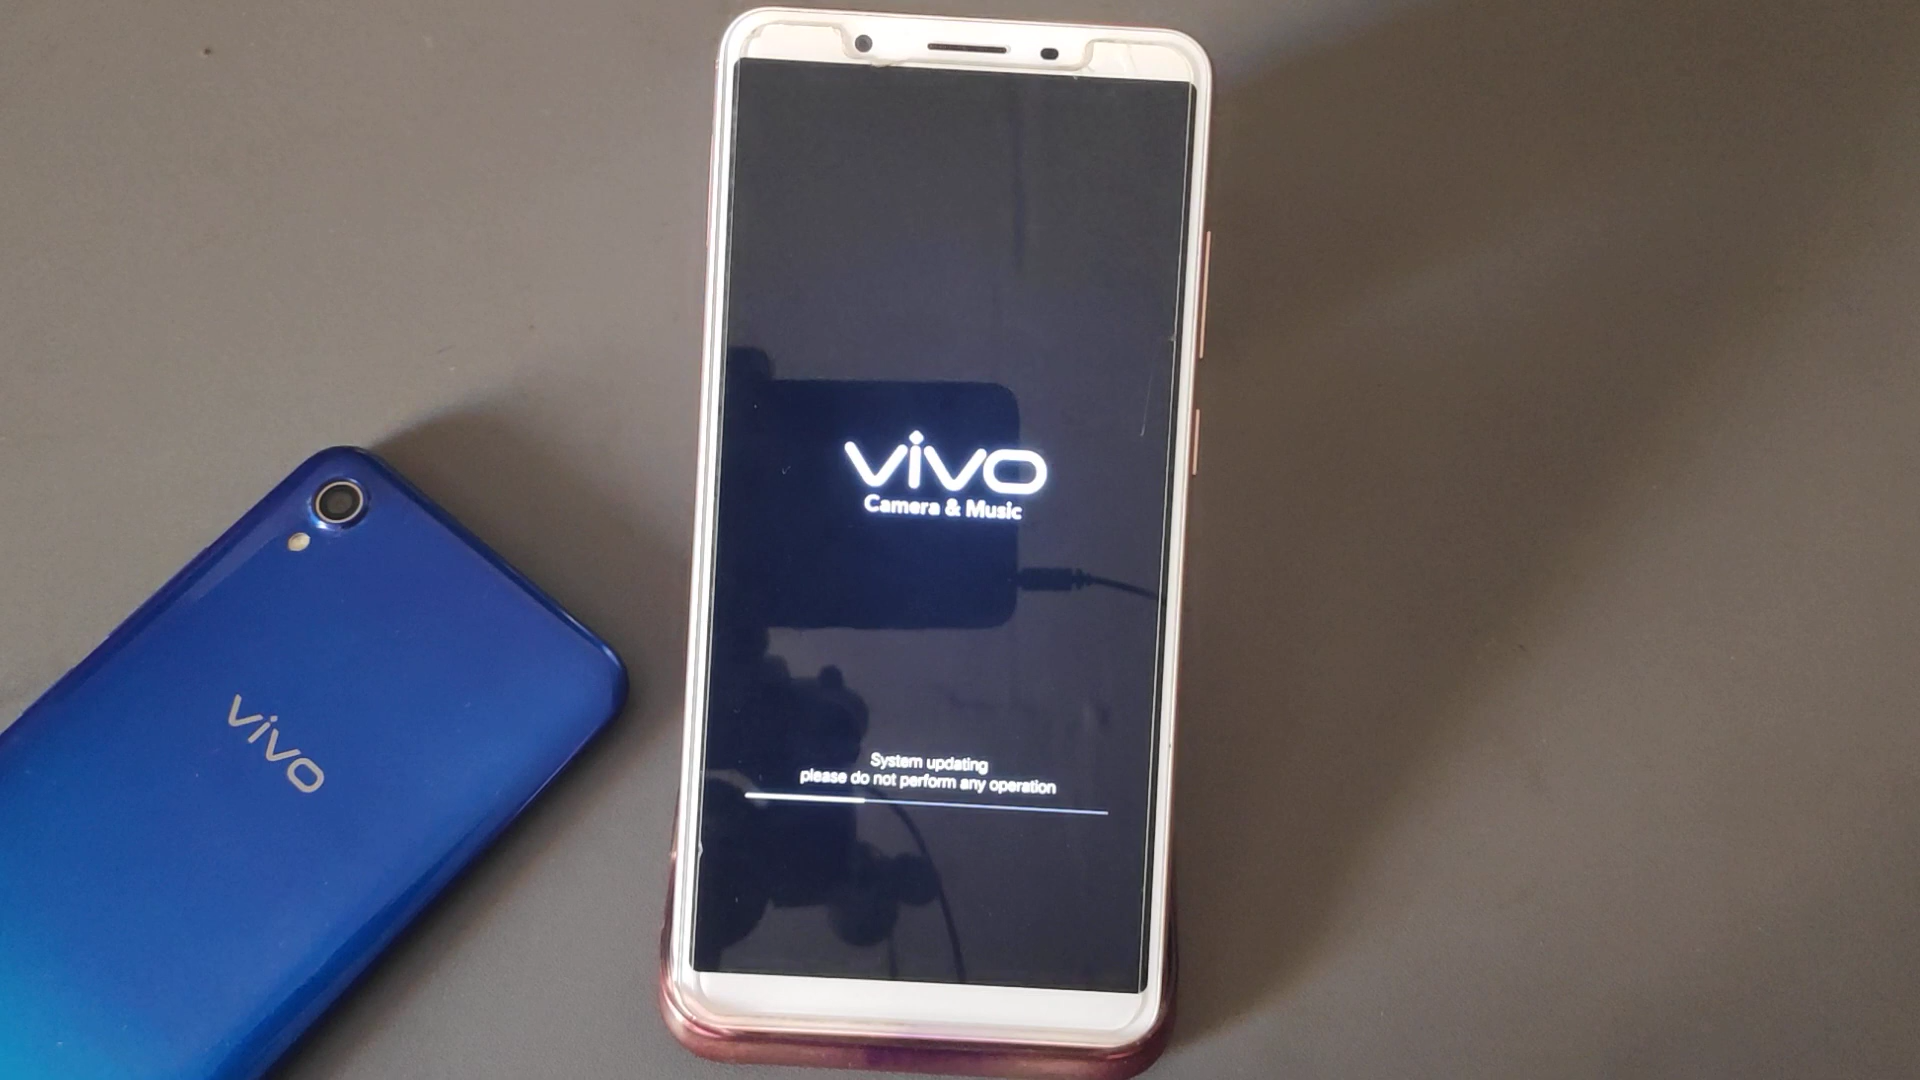 vivo
Camera & Music
System updating
please do not perform any operation
vivo